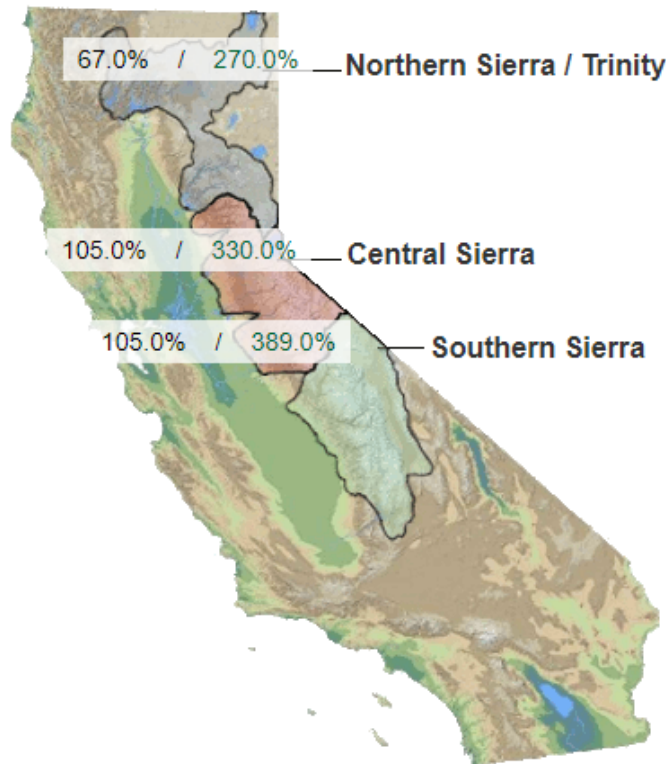 67.0% / 270.0% Northern Sierra / Trinity
105.0% / 330.0% Central Sierra
105.0% / 389.0% Southern Sierra